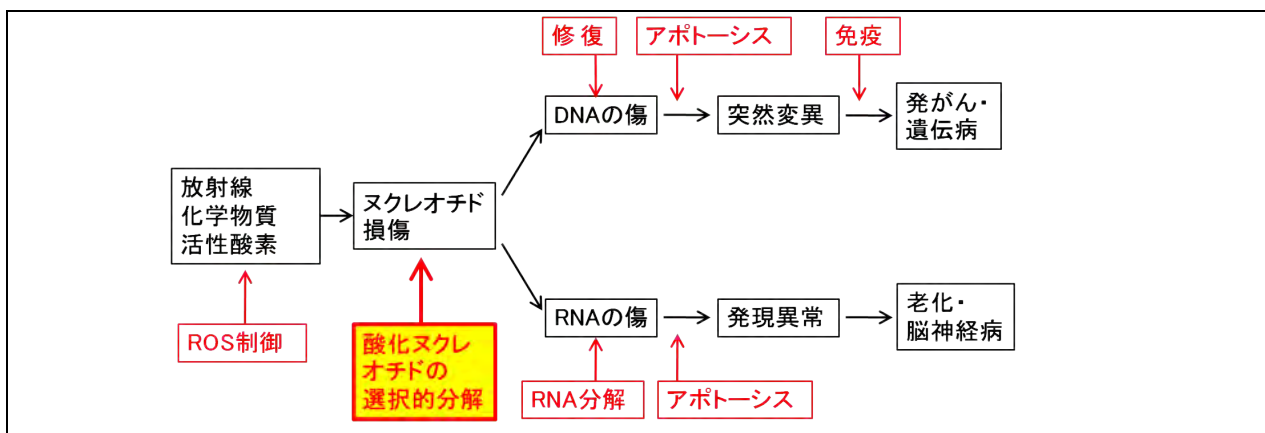 修復
アポトーシス
免疫
DNAの傷
突然変異
発がん・
遺伝病
放射線
化学物質
活性酸素
ヌクレオチド
損傷
RNAの傷
発現異常
老化・
脳神経病
ROS制御
酸化ヌクレ
オチドの
選択的分解
RNA分解
アポトーシス